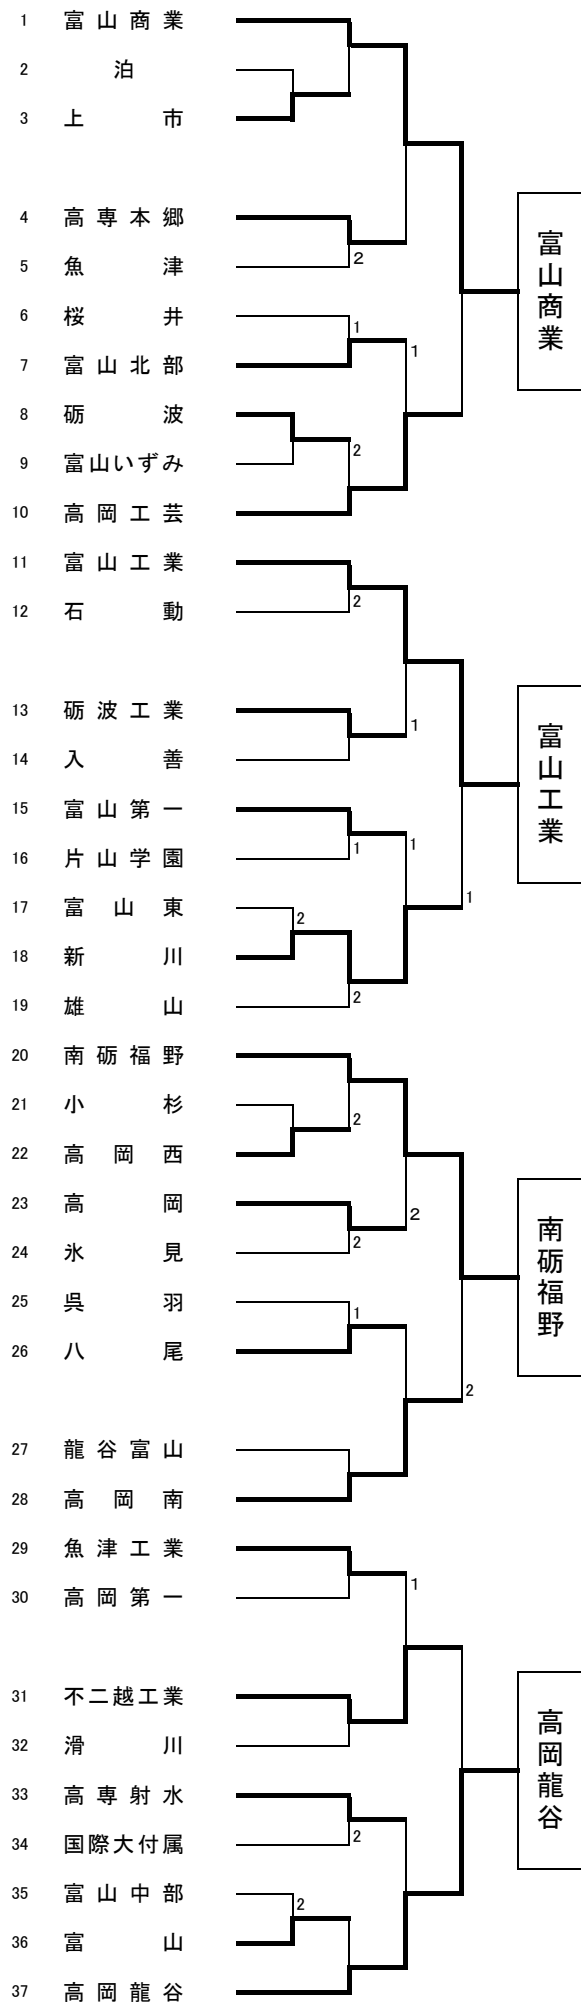 1 富山商業
2 泊
3 上市
4 高専本郷
2
5 魚津
6 桜井
1
7 富山北部
1
8 砺波
2
9 富山いずみ
10 高岡工芸
富山商業
11 富山工業
2
12 石動
13 砺波工業
1
14 入善
15 富山第一
1
1
16 片山学園
17 富山東
2
1
18 新川
2
19 雄山
富山工業
20 南砺福野
21 小杉
2
22 高岡西
23 高岡
2
2
24 氷見
25 呉羽
1
26 八尾
2
27 龍谷富山
28 高岡南
南砺福野
29 魚津工業
1
30 高岡第一
31 不二越工業
32 滑川
33 高専射水
2
34 国際大付属
35 富山中部
2
36 富山
37 高岡龍谷
高岡龍谷